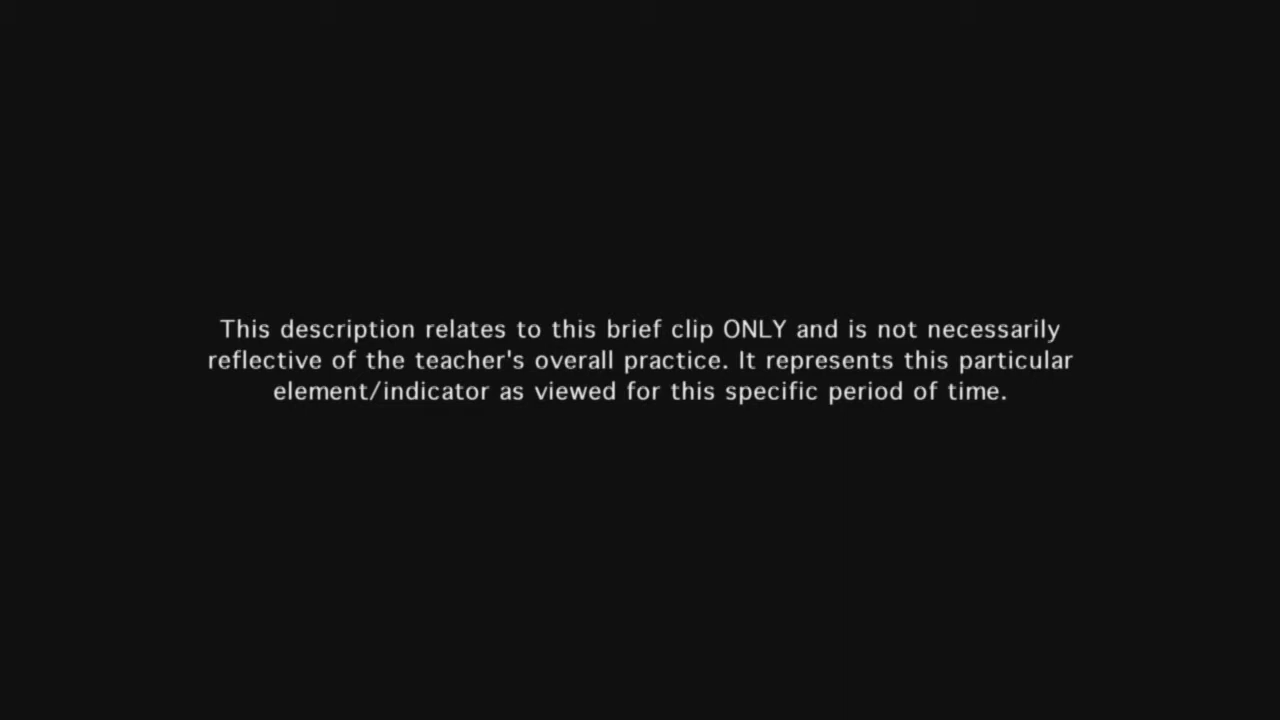 This description relates to this brief clip ONLY and is not necessarily
reflective of the teacher's overall practice. It represents this particular
element/indicator as viewed for this specific period of time.